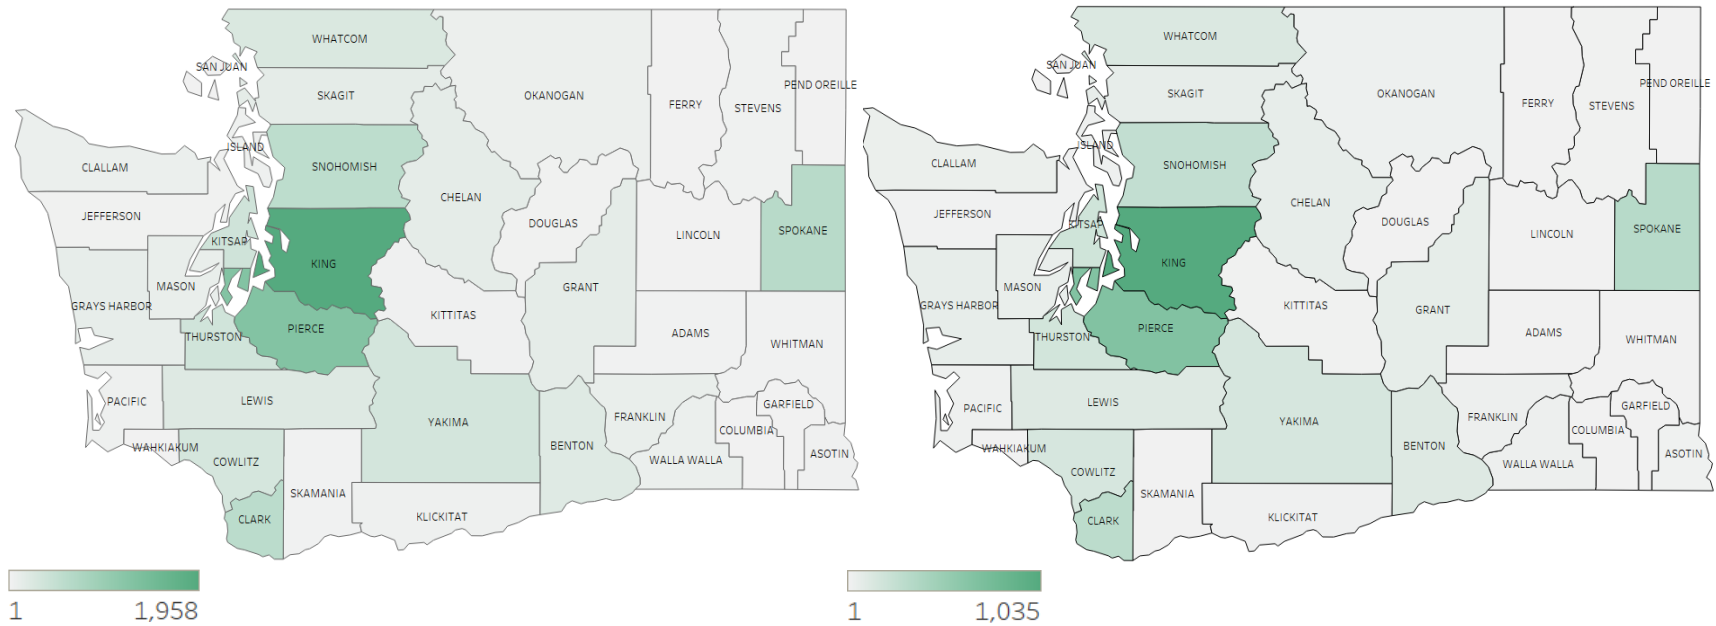 WHATCOM
SAN JUAN
SKAGIT
OKANOGAN
FERRY
STEVENS
PEND OREILLE
ISLAND
CLALLAM
SNOHOMISH
CHELAN
JEFFERSON
DOUGLAS
LINCOLN
SPOKANE
KITSAP
KING
MASON
GRANT
GRAYS HARBOR
KITTITAS
PIERCE
THURSTON
ADAMS
WHITMAN
PACIFIC
LEWIS
YAKIMA
FRANKLIN
GARFIELD
COLUMBIA
WAHKIAKUM
COWLITZ
BENTON
WALLA WALLA
ASOTIN
SKAMANIA
CLARK
KLICKITAT
1 1,958
WHATCOM
SAN JUAN
SKAGIT
OKANOGAN
FERRY
STEVENS
PEND OREILLE
ISLAND
CLALLAM
SNOHOMISH
CHELAN
JEFFERSON
DOUGLAS
LINCOLN
SPOKANE
KITSAP
KING
MASON
GRANT
GRAYS HARBOR
KITTITAS
PIERCE
THURSTON
ADAMS
WHITMAN
PACIFIC
LEWIS
YAKIMA
FRANKLIN
GARFIELD
COLUMBIA
WAHKIAKUM
COWLITZ
BENTON
WALLA WALLA
ASOTIN
SKAMANIA
CLARK
KLICKITAT
1 1,035